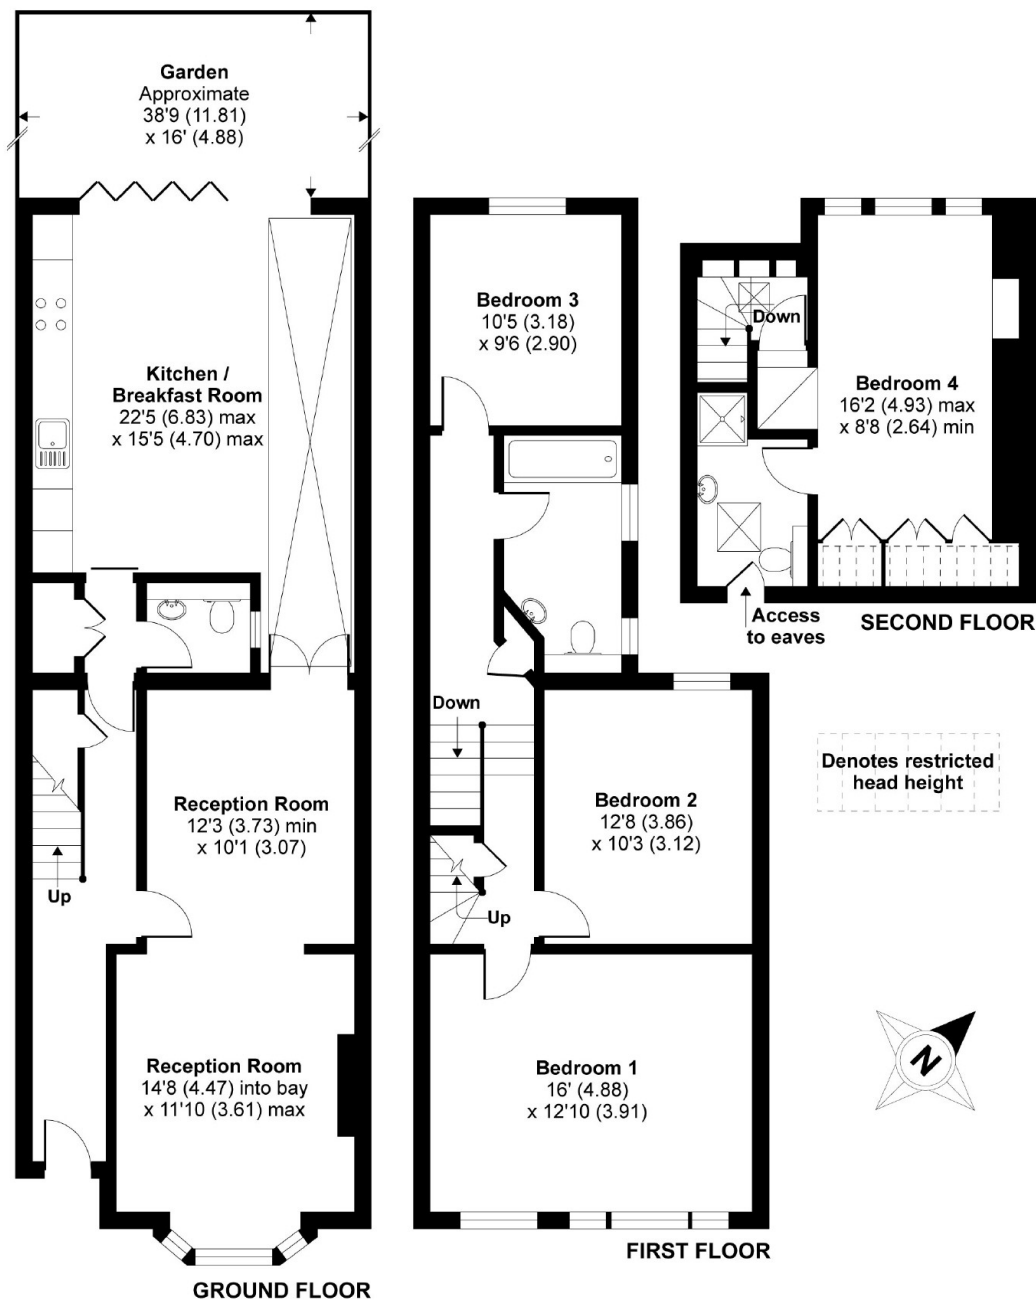 Garden
Approximate
38'9 (11.81)
x 16' (4.88)
Kitchen /
Breakfast Room
22'5 (6.83) max
x 15'5 (4.70) max
Reception Room
12'3 (3.73) min
x 10'1 (3.07)
Up
Reception Room
14'8 (4.47) into bay
x 11'10 (3.61) max
GROUND FLOOR
Bedroom 3
10'5 (3.18)
x 9'6 (2.90)
Down
Bedroom 2
12'8 (3.86)
x 10'3 (3.12)
Up
Bedroom 1
16' (4.88)
x 12'10 (3.91)
FIRST FLOOR
Down
Bedroom 4
16'2 (4.93) max
x 8'8 (2.64) min
Access
to eaves
SECOND FLOOR
Denotes restricted
head height
N